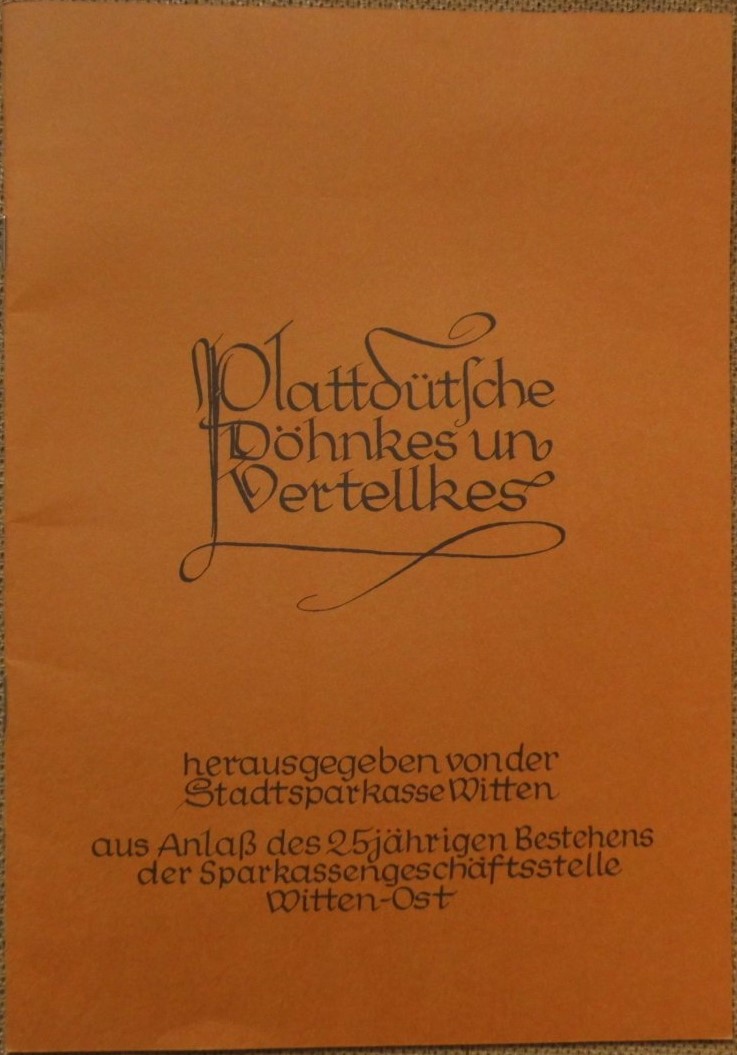 Plattdütſche
Döhnkes un
Vertellkes
herausgegeben von der
Stadtsparkasse Witten
aus Anlaß des 25jährigen Bestehens
der Sparkassengeschäftsstelle
Witten-Ost